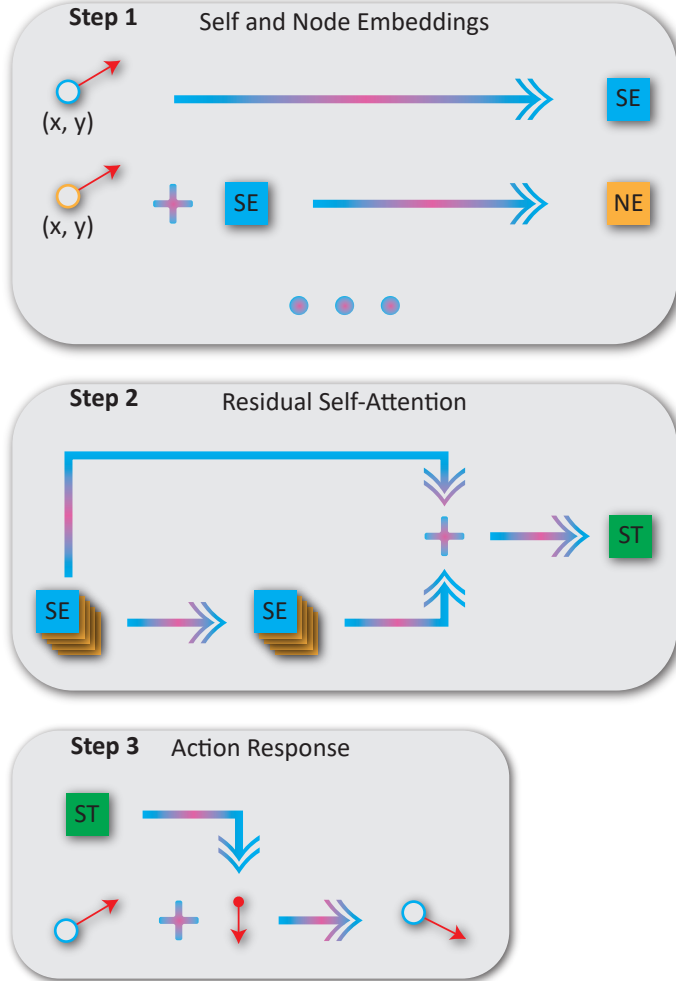 Step 1 Self and Node Embeddings
SE
(x, y)
SE NE
(x, y)
Step 2 Residual Self-Attention
ST
SE SE
Step 3 Action Response
ST